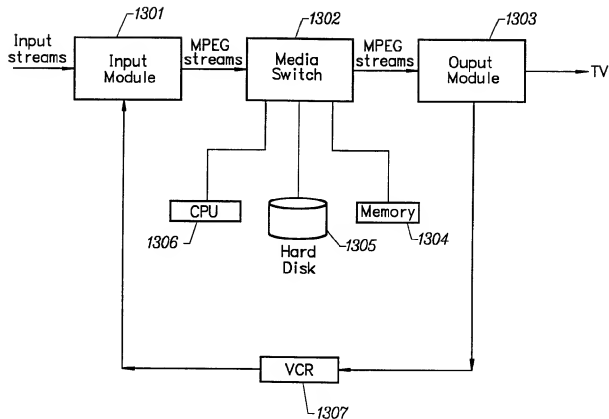 1301
1302
1303
Input
streams
Input
Module
MPEG
streams
Media
Switch
MPEG
streams
Ouput
Module
TV
CPU
1306
Hard
Disk
1305
Memory
1304
VCR
1307